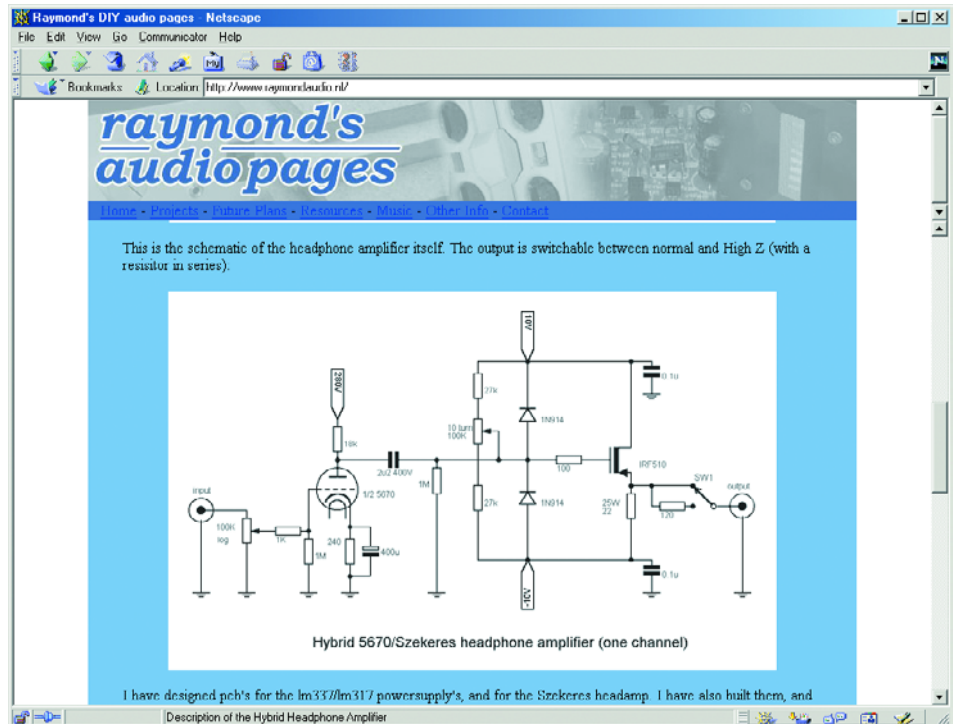 Raymond's DIY audio pages - Netscape
File Edit View Go Communicator Help
Bookmarks Location http://www.raymondaudio.nl/
raymond's
audiopages
Home - Projects - Future Plans - Resources - Music - Other Info - Contact
This is the schematic of the headphone amplifier itself. The output is switchable between normal and High Z (with a
resisitor in series).
10V
0.1u
280V
27k
10 turn
100K
1N914
18k
2u2 400V
1M
100
IRF510
1/2 5670
SW1
input
output
27k
1N914
25W
22
120
100K
log
1K
1M
240
400u
0.1u
-10V
Hybrid 5670/Szekeres headphone amplifier (one channel)
I have designed pcb's for the lm337/lm317 powersupply's, and for the Szekeres headamp. I have also built them, and
Description of the Hybrid Headphone Amplifier